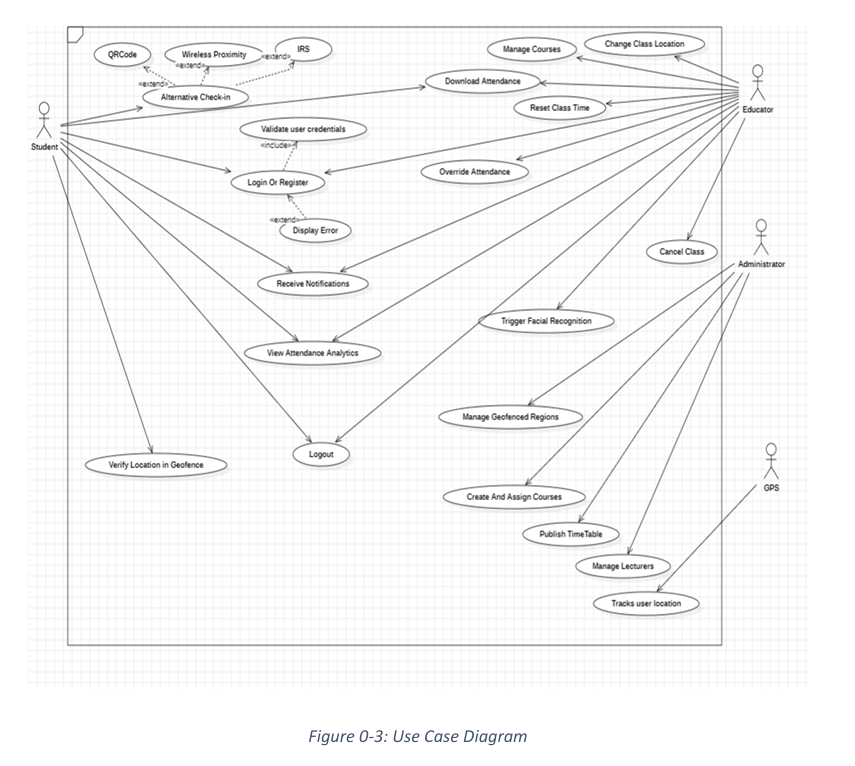 QRCode
Wireless Proximity
IRS
«extend»
«extend»
«extend»
Alternative Check-in
Manage Courses
Change Class Location
Download Attendance
Reset Class Time
Educator
Student
Validate user credentials
«include»
Login Or Register
Override Attendance
«extend»
Display Error
Cancel Class
Administrator
Receive Notifications
Trigger Facial Recognition
View Attendance Analytics
Manage Geofenced Regions
Verify Location in Geofence
Logout
GPS
Create And Assign Courses
Publish TimeTable
Manage Lecturers
Tracks user location
Figure 0-3: Use Case Diagram